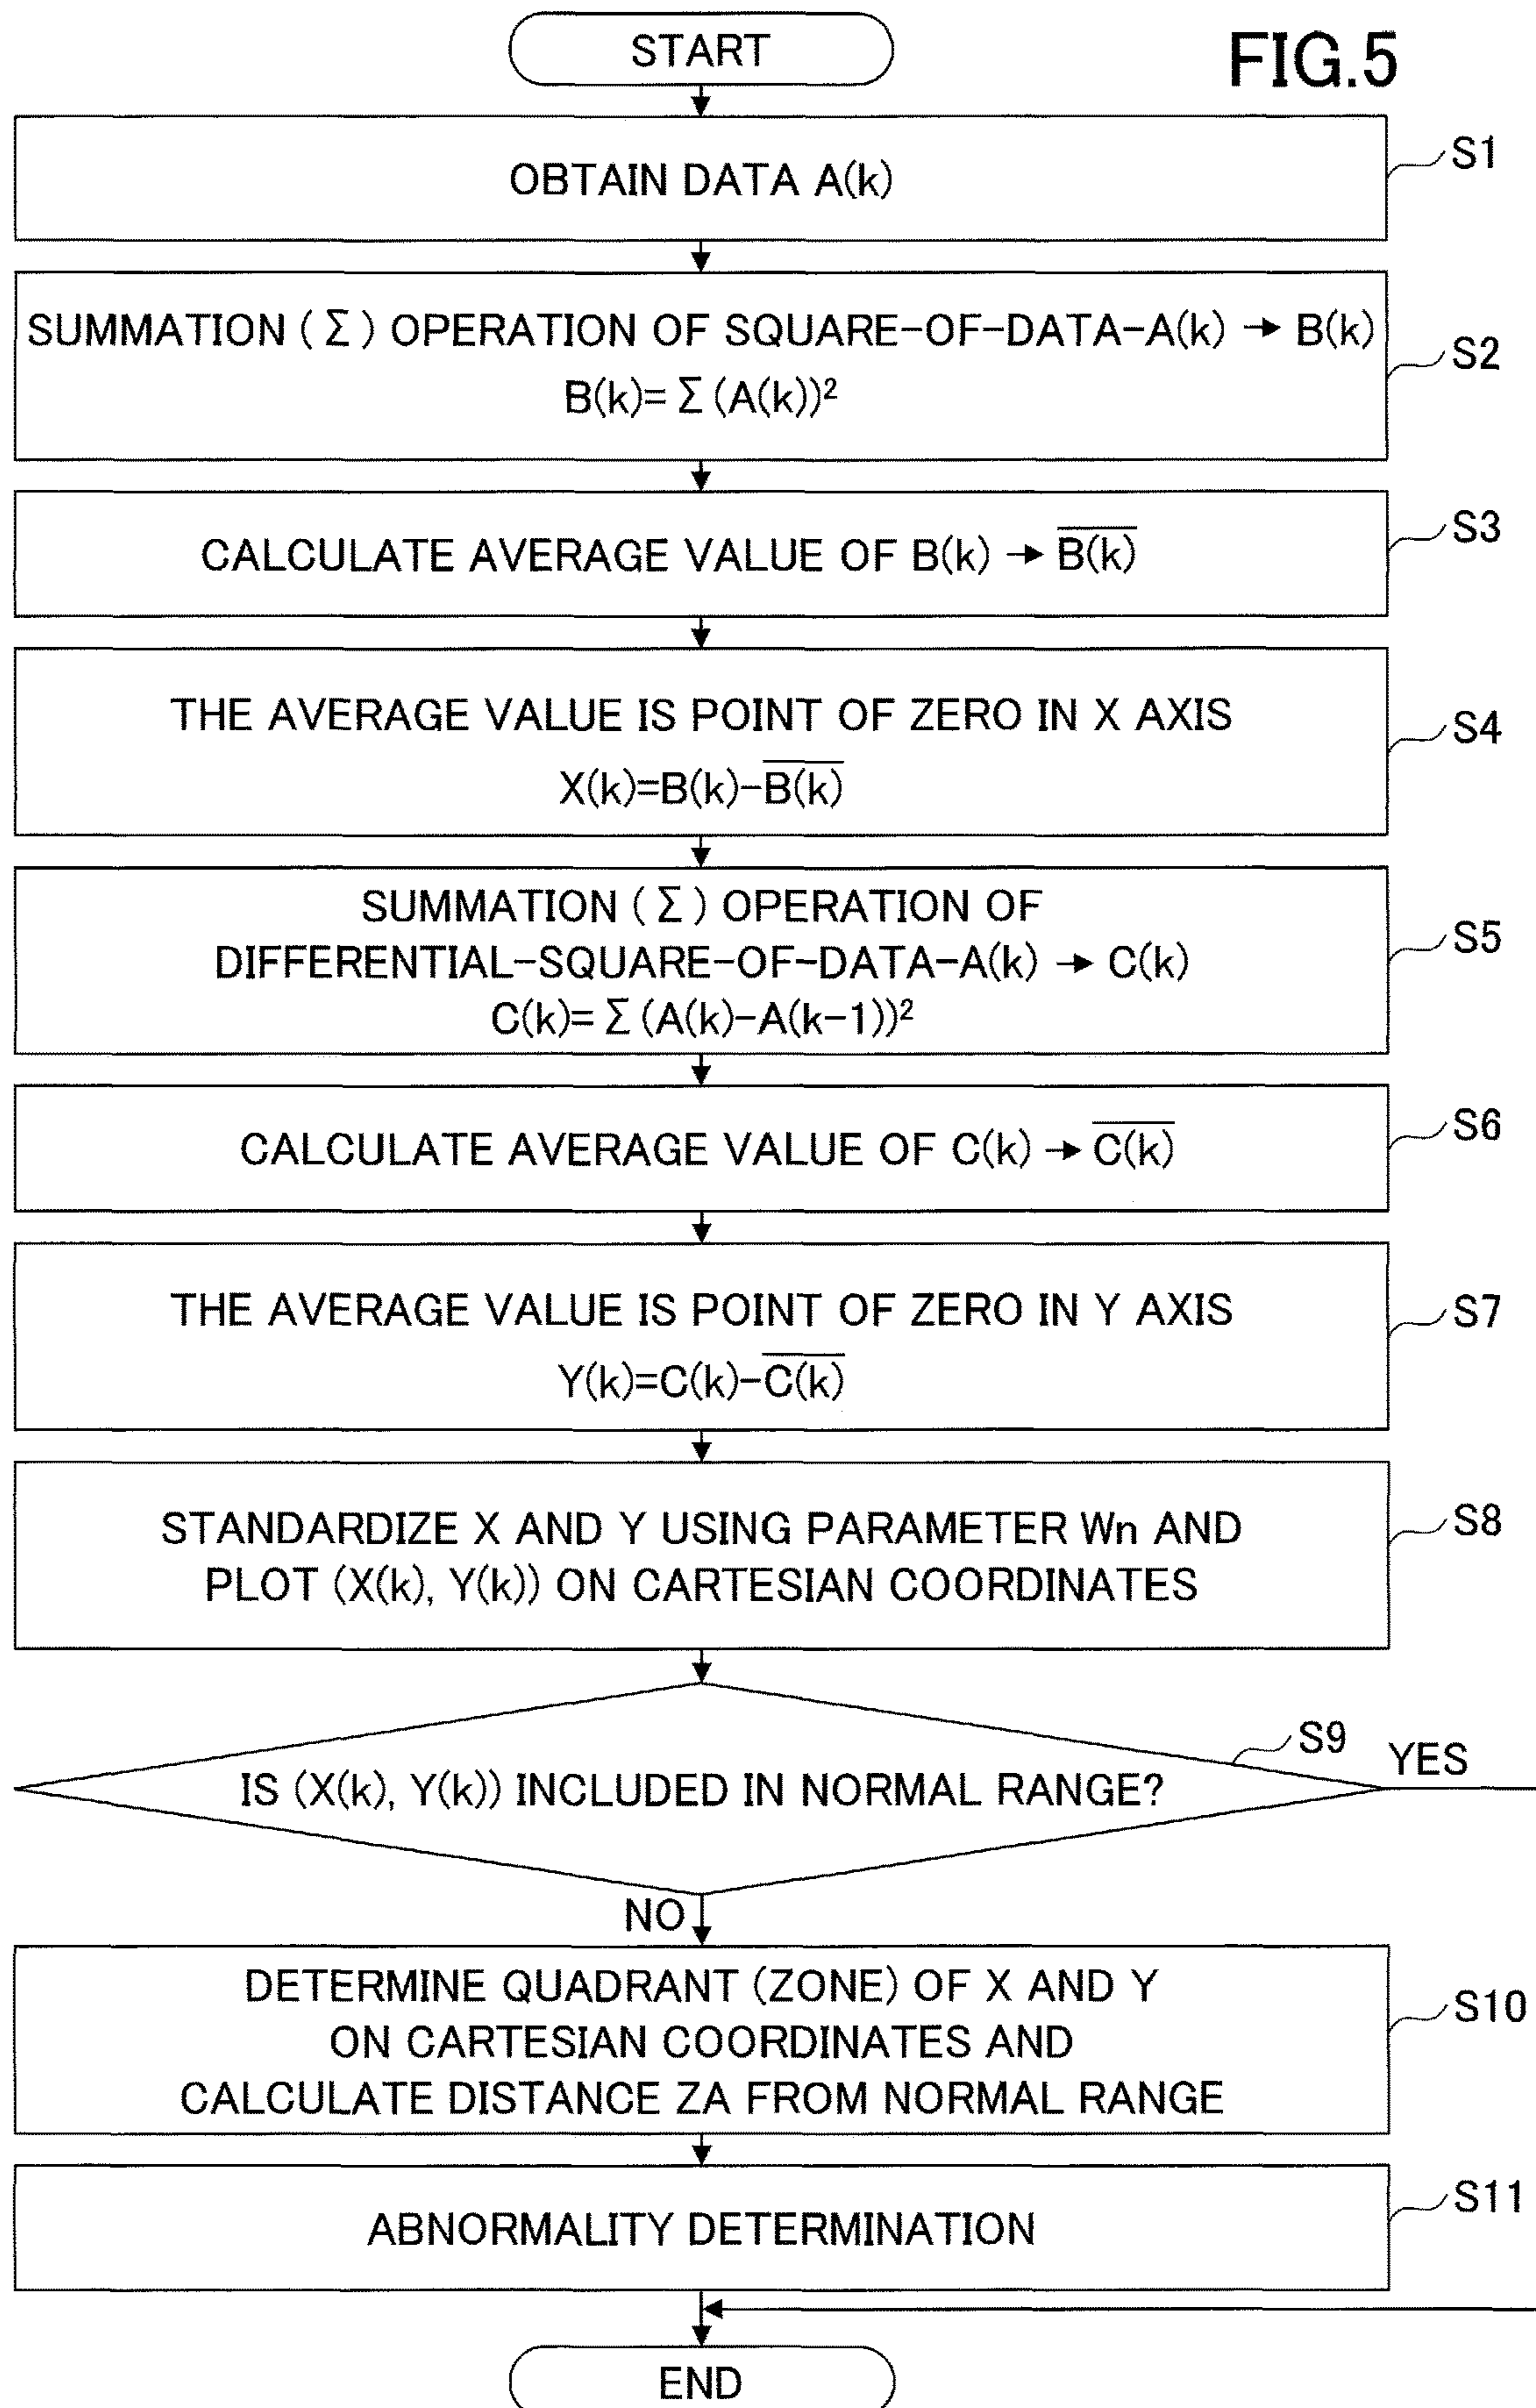 START
FIG.5
OBTAIN DATA A(k)
S1
SUMMATION (Σ) OPERATION OF SQUARE-OF-DATA-A(k) → B(k)
B(k)=Σ(A(k))²
S2
CALCULATE AVERAGE VALUE OF B(k) → B̅(̅k̅)̅
S3
THE AVERAGE VALUE IS POINT OF ZERO IN X AXIS
X(k)=B(k)-B̅(̅k̅)̅
S4
SUMMATION (Σ) OPERATION OF
DIFFERENTIAL-SQUARE-OF-DATA-A(k) → C(k)
C(k)=Σ(A(k)-A(k-1))²
S5
CALCULATE AVERAGE VALUE OF C(k) → C̅(̅k̅)̅
S6
THE AVERAGE VALUE IS POINT OF ZERO IN Y AXIS
Y(k)=C(k)-C̅(̅k̅)̅
S7
STANDARDIZE X AND Y USING PARAMETER Wn AND
PLOT (X(k), Y(k)) ON CARTESIAN COORDINATES
S8
IS (X(k), Y(k)) INCLUDED IN NORMAL RANGE?
S9
YES
NO
DETERMINE QUADRANT (ZONE) OF X AND Y
ON CARTESIAN COORDINATES AND
CALCULATE DISTANCE ZA FROM NORMAL RANGE
S10
ABNORMALITY DETERMINATION
S11
END